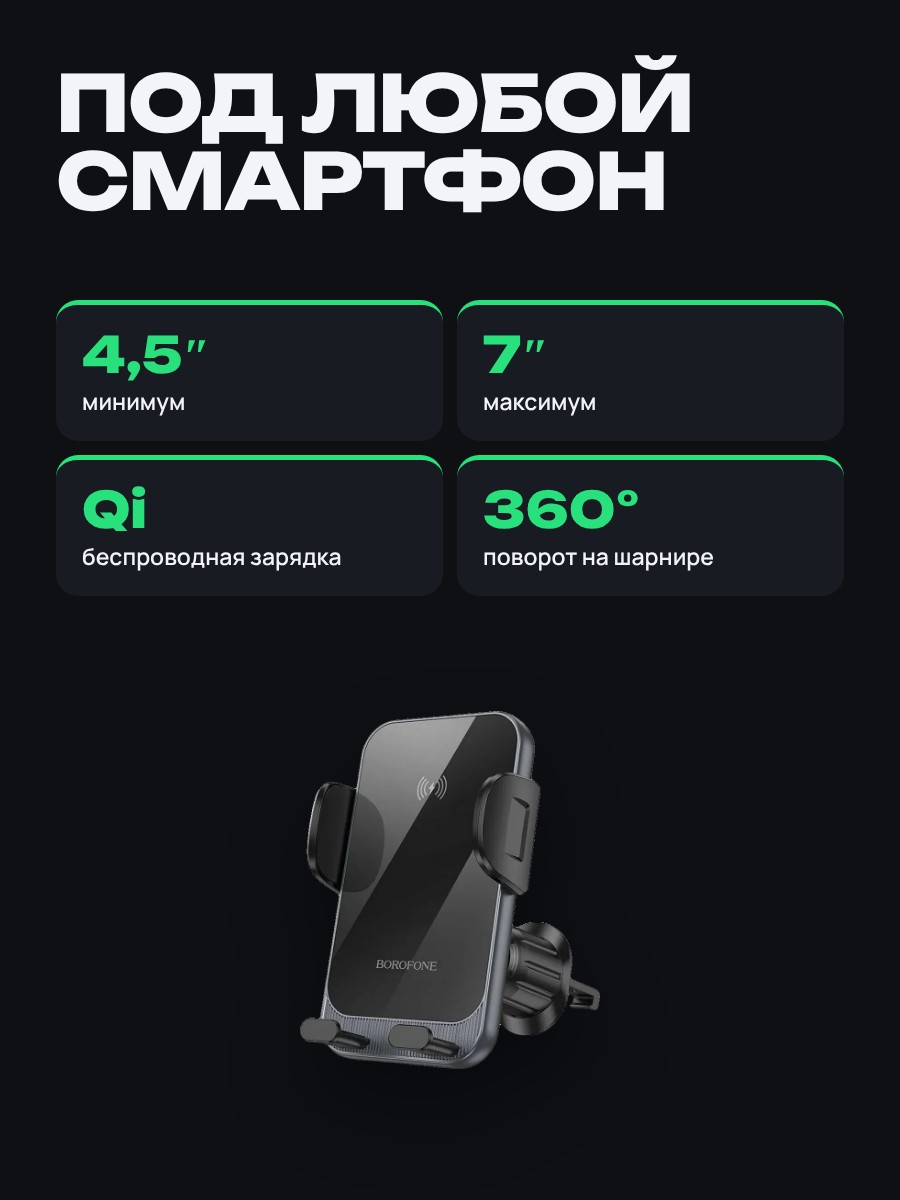 ПОД ЛЮБОЙ
СМАРТФОН
4,5″
минимум
7″
максимум
Qi
беспроводная зарядка
360°
поворот на шарнире
BOROFONE